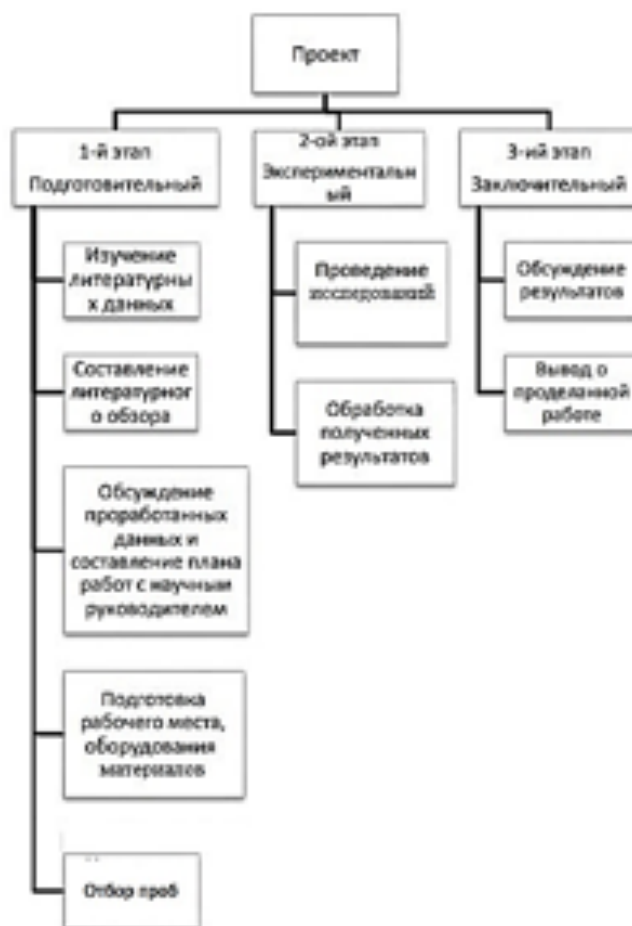 Проект
1-й этап
Подготовительный
Изучение
литературны
х данных
Составление
литературног
о обзора
Обсуждение
проработанных
данных и
составление плана
работ с научным
руководителем
Подготовка
рабочего места,
оборудования
материалов
Отбор проб
2-ой этап
Экспериментальн
ый
Проведение
исследований
Обработка
полученных
результатов
3-ий этап
Заключительный
Обсуждение
результатов
Вывод о
проделанной
работе